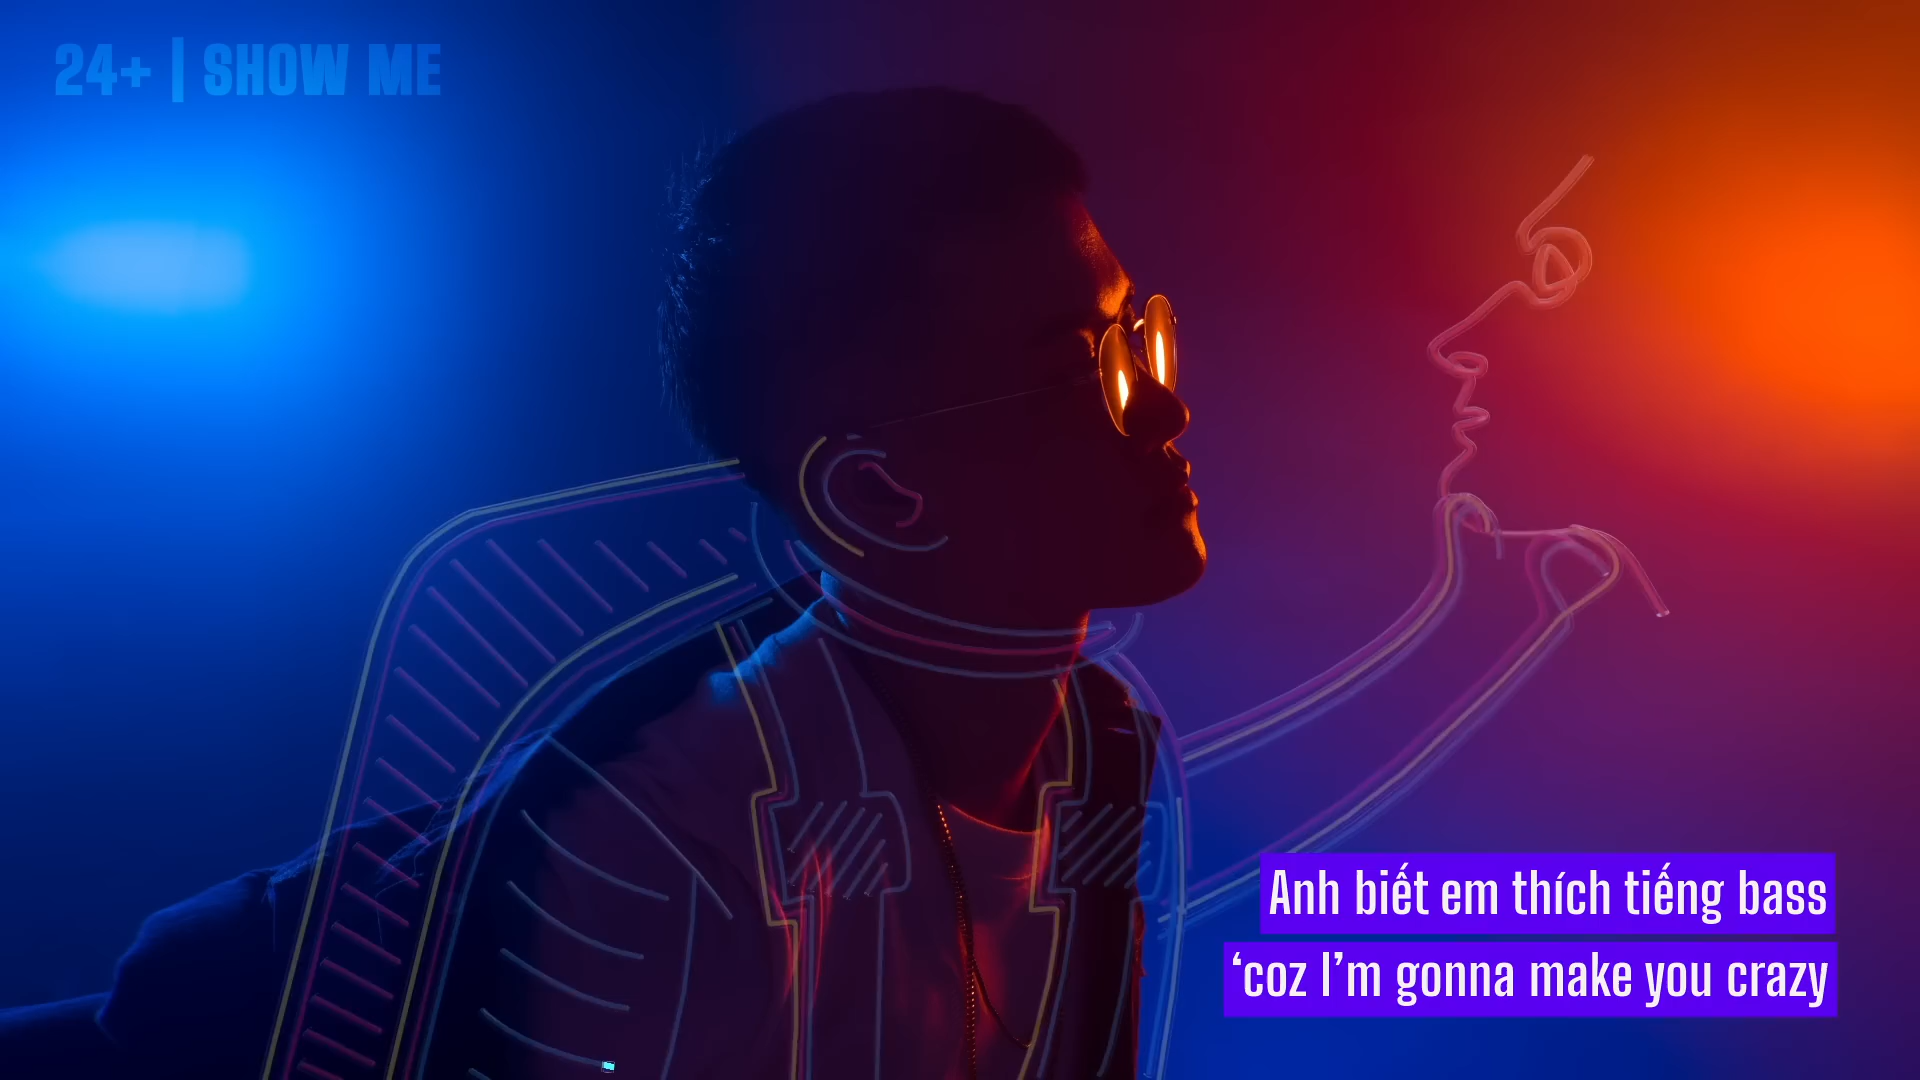 24+ | SHOW ME
Anh biết em thích tiếng bass
‘coz I’m gonna make you crazy